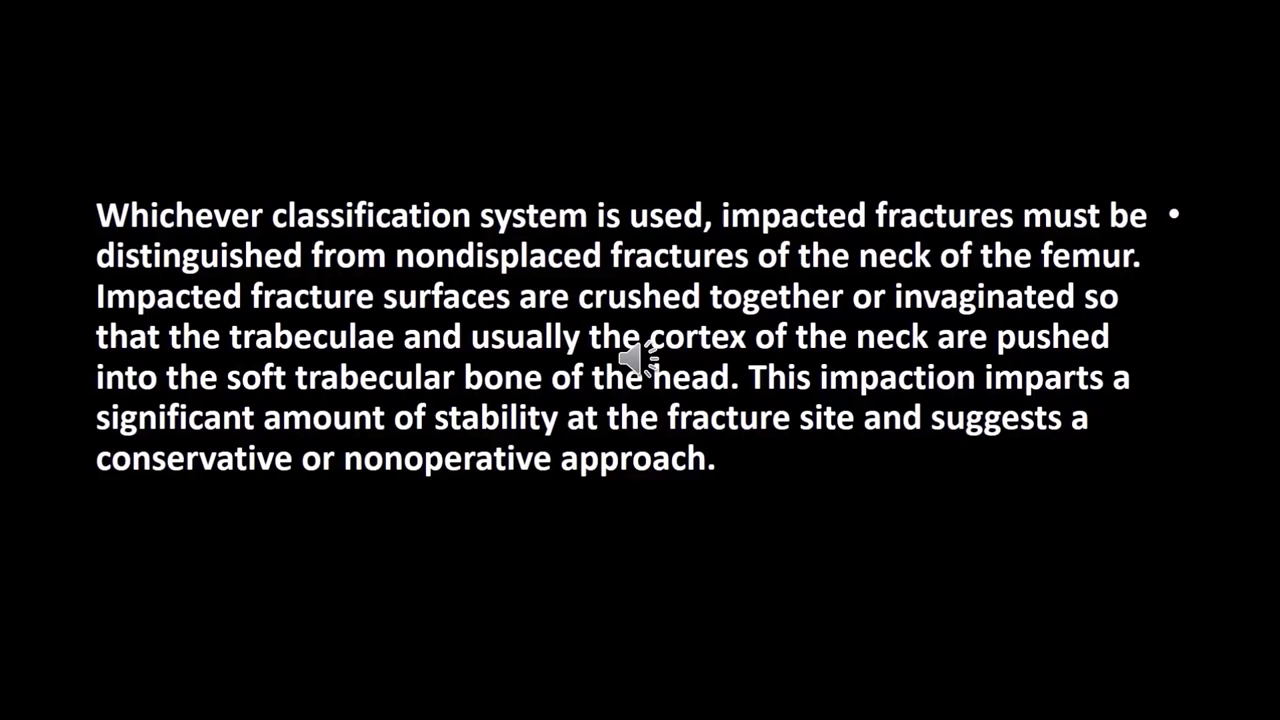 Whichever classification system is used, impacted fractures must be •
distinguished from nondisplaced fractures of the neck of the femur.
Impacted fracture surfaces are crushed together or invaginated so
that the trabeculae and usually the cortex of the neck are pushed
into the soft trabecular bone of the head. This impaction imparts a
significant amount of stability at the fracture site and suggests a
conservative or nonoperative approach.